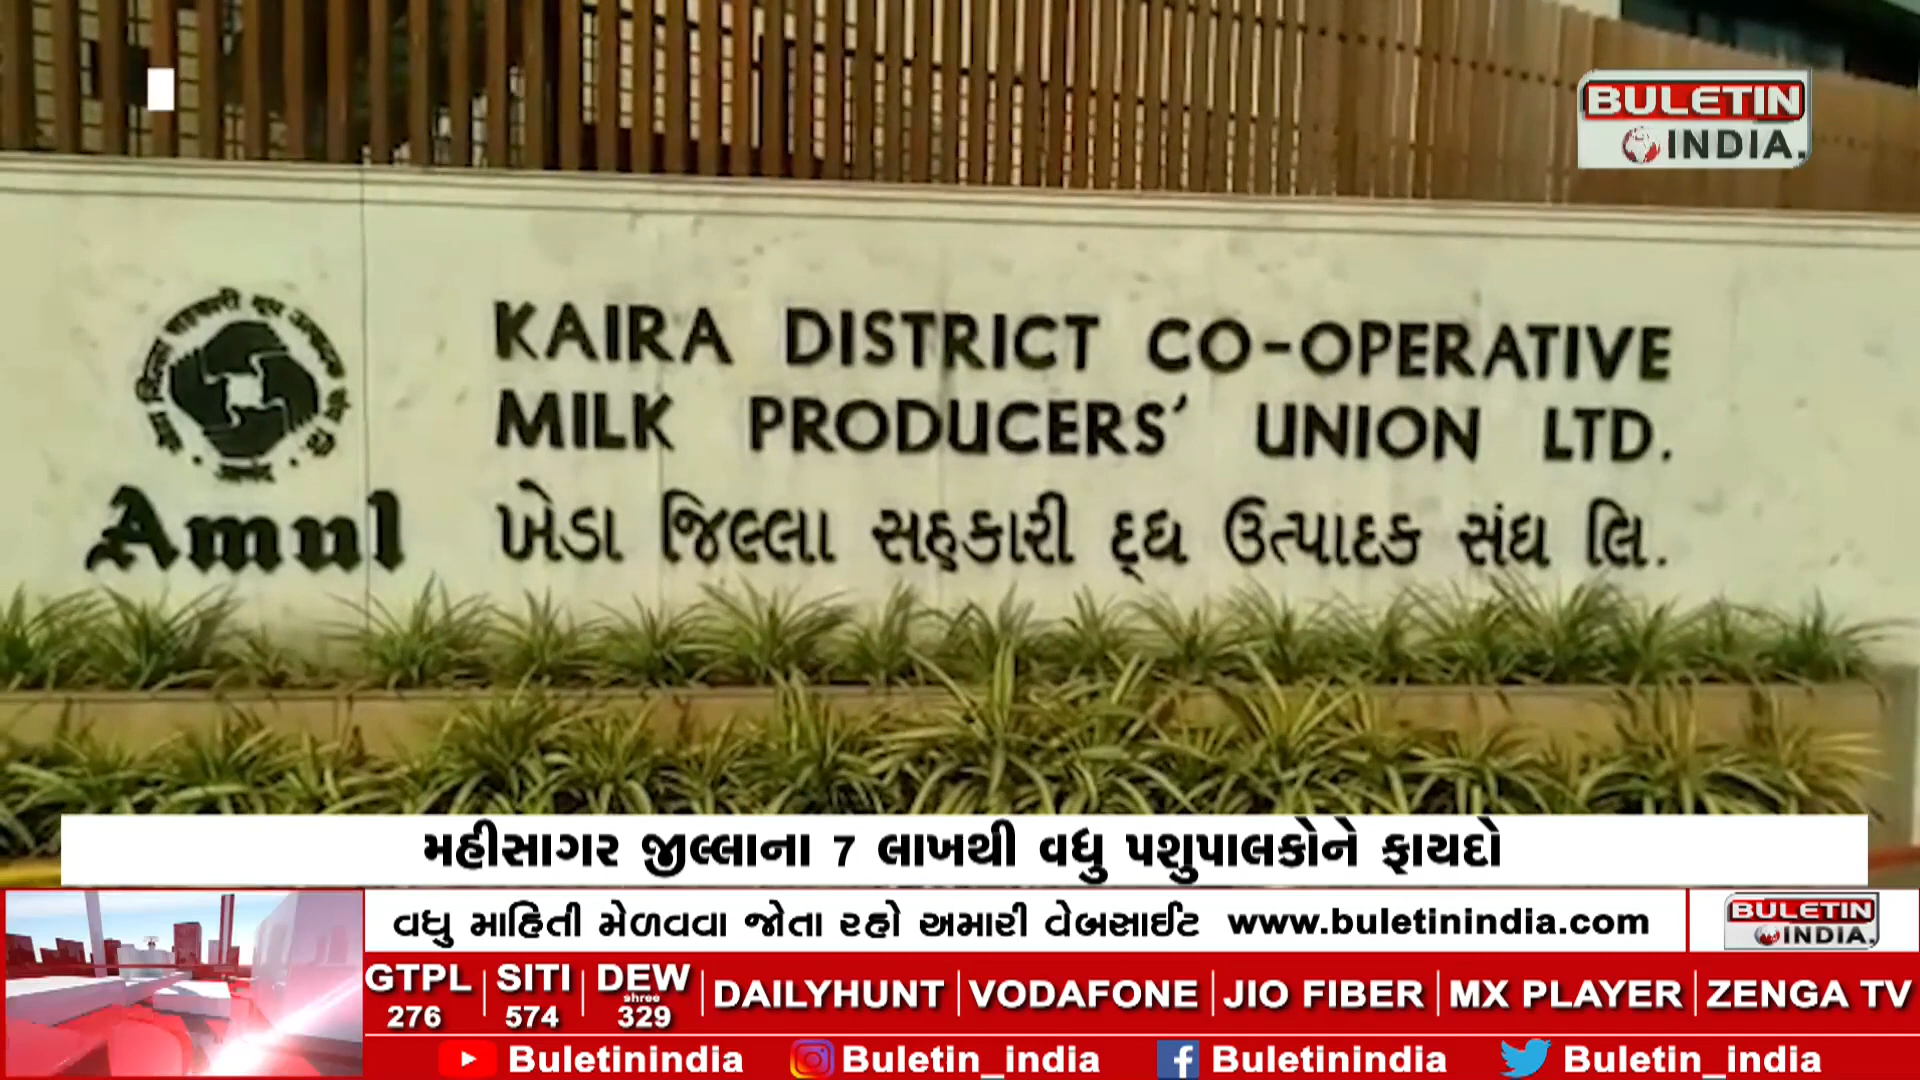 BULETIN
INDIA.
KAIRA DISTRICT CO-OPERATIVE
MILK PRODUCERS' UNION LTD.
Amul
ખેડા જિલ્લા સહકારી દૂધ ઉત્પાદક સંઘ લિ.
મહીસાગર જીલ્લાના 7 લાખથી વધુ પશુપાલકોને ફાયદો
વધુ માહિતી મેળવવા જોતા રહો અમારી વેબસાઈટ www.buletinindia.com
BULETIN
INDIA.
GTPL 276 | SITI 574 | DEW shree 329 | DAILYHUNT | VODAFONE | JIO FIBER | MX PLAYER | ZENGA TV
Buletinindia Buletin_india Buletinindia Buletin_india